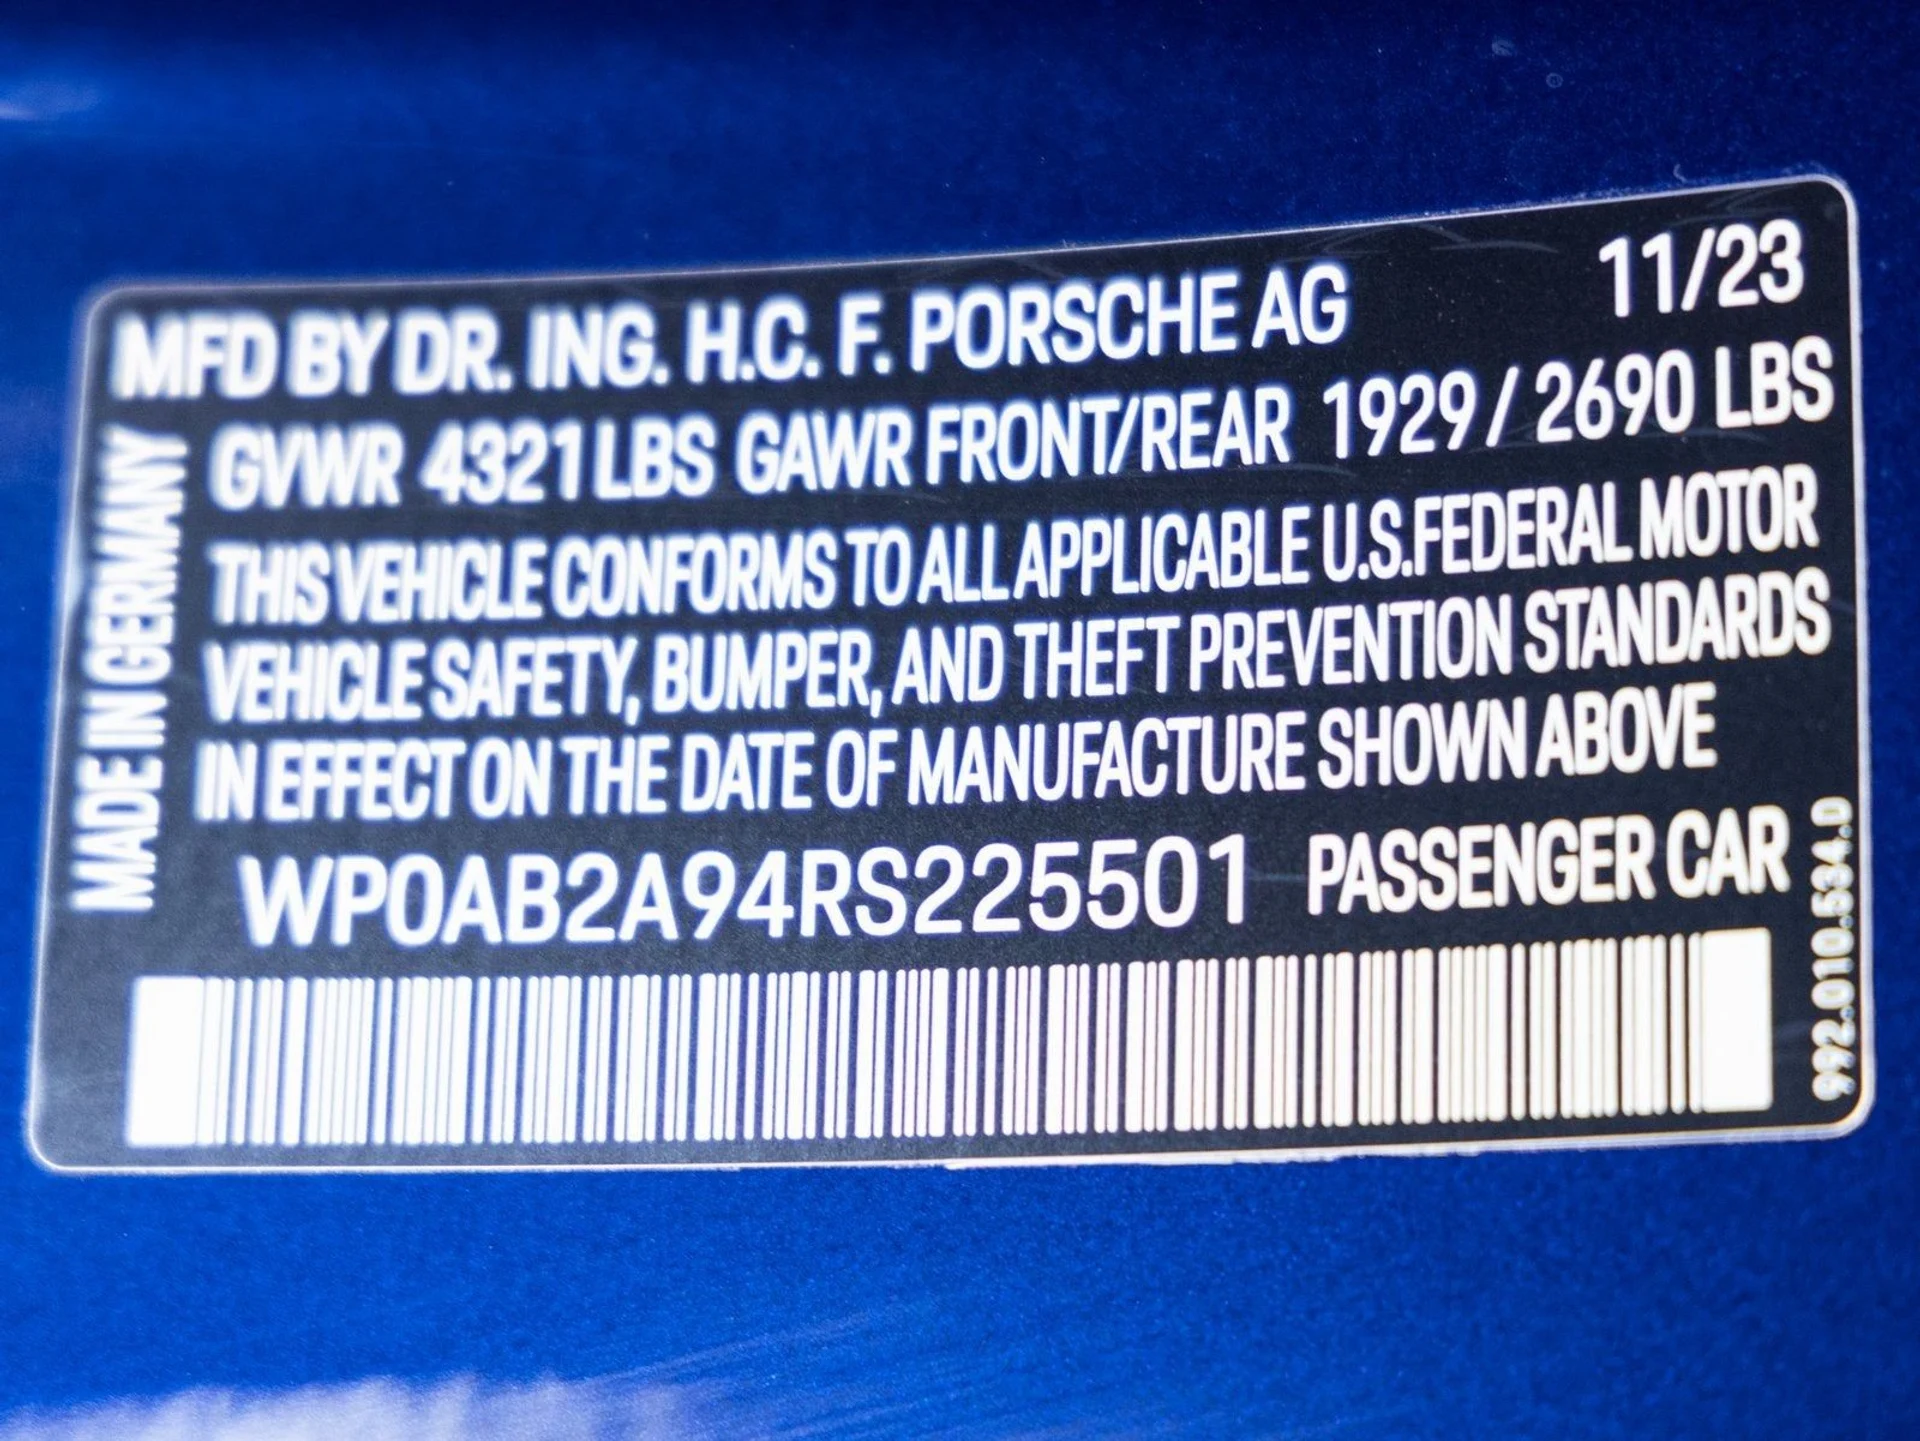 MFD BY DR. ING. H.C. F. PORSCHE AG 11/23
GVWR 4321 LBS GAWR FRONT/REAR 1929 / 2690 LBS
THIS VEHICLE CONFORMS TO ALL APPLICABLE U.S.FEDERAL MOTOR
VEHICLE SAFETY, BUMPER, AND THEFT PREVENTION STANDARDS
IN EFFECT ON THE DATE OF MANUFACTURE SHOWN ABOVE
WP0AB2A94RS225501 PASSENGER CAR
MADE IN GERMANY
992.010.534.D